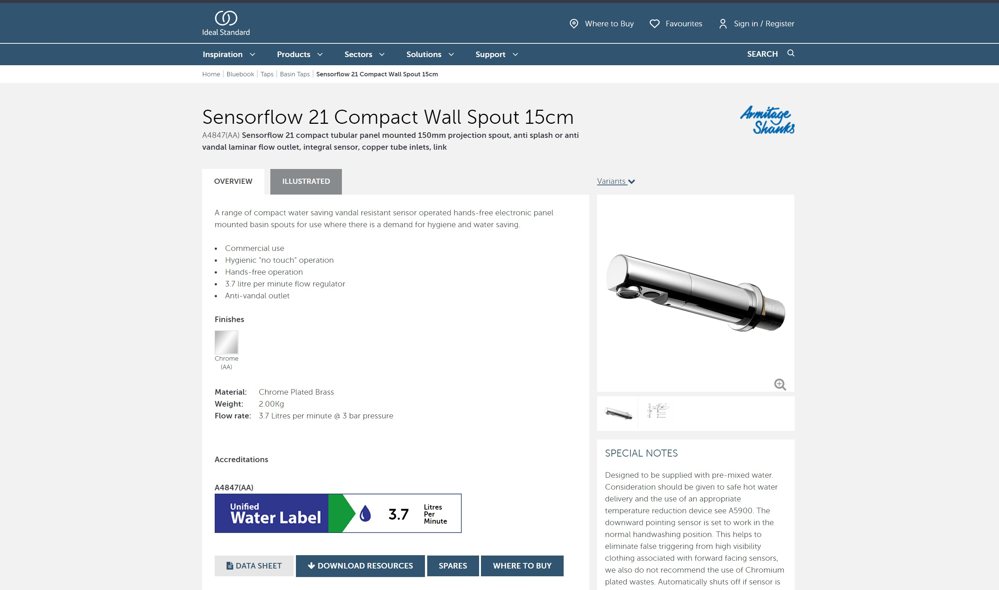 Ideal Standard
Where to Buy
Favourites
Sign in / Register
Inspiration
Products
Sectors
Solutions
Support
SEARCH
Home
Bluebook
Taps
Basin Taps
Sensorflow 21 Compact Wall Spout 15cm
Sensorflow 21 Compact Wall Spout 15cm
Armitage
Shanks
A4847(AA) Sensorflow 21 compact tubular panel mounted 150mm projection spout, anti splash or anti
vandal laminar flow outlet, integral sensor, copper tube inlets, link
OVERVIEW
ILLUSTRATED
Variants
A range of compact water saving vandal resistant sensor operated hands-free electronic panel
mounted basin spouts for use where there is a demand for hygiene and water saving.
Commercial use
Hygienic "no touch" operation
Hands-free operation
3.7 litre per minute flow regulator
Anti-vandal outlet
Finishes
Chrome
(AA)
Material: Chrome Plated Brass
Weight: 2.00Kg
Flow rate: 3.7 Litres per minute @ 3 bar pressure
Accreditations
A4847(AA)
Unified
Water Label
3.7
Litres
Per
Minute
DATA SHEET
DOWNLOAD RESOURCES
SPARES
WHERE TO BUY
SPECIAL NOTES
Designed to be supplied with pre-mixed water.
Consideration should be given to safe hot water
delivery and the use of an appropriate
temperature reduction device see A5900. The
downward pointing sensor is set to work in the
normal handwashing position. This helps to
eliminate false triggering from high visibility
clothing associated with forward facing sensors,
we also do not recommend the use of Chromium
plated wastes. Automatically shuts off if sensor is